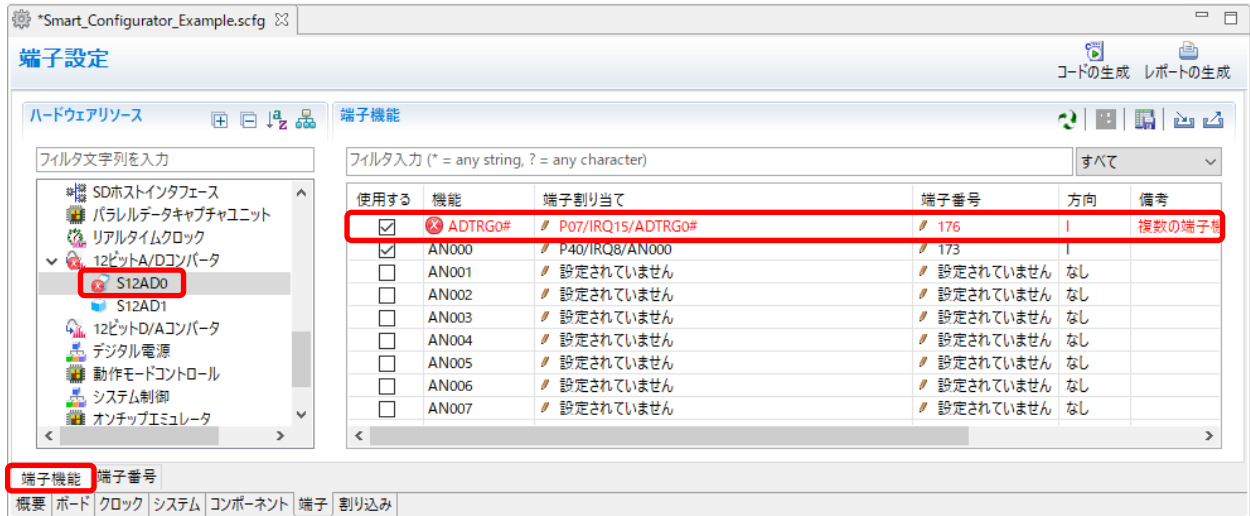 *Smart_Configurator_Example.scfg
端子設定
コードの生成 レポートの生成
ハードウェアリソース
端子機能
フィルタ文字列を入力
フィルタ入力 (* = any string, ? = any character)
すべて
SDホストインタフェース
パラレルデータキャプチャユニット
リアルタイムクロック
12ビットA/Dコンバータ
S12AD0
S12AD1
12ビットD/Aコンバータ
デジタル電源
動作モードコントロール
システム制御
オンチップエミュレータ
使用する 機能 端子割り当て 端子番号 方向 備考
ADTRG0# P07/IRQ15/ADTRG0# 176 I 複数の端子機
AN000 P40/IRQ8/AN000 173 I
AN001 設定されていません 設定されていません なし
AN002 設定されていません 設定されていません なし
AN003 設定されていません 設定されていません なし
AN004 設定されていません 設定されていません なし
AN005 設定されていません 設定されていません なし
AN006 設定されていません 設定されていません なし
AN007 設定されていません 設定されていません なし
端子機能 端子番号
概要 ボード クロック システム コンポーネント 端子 割り込み